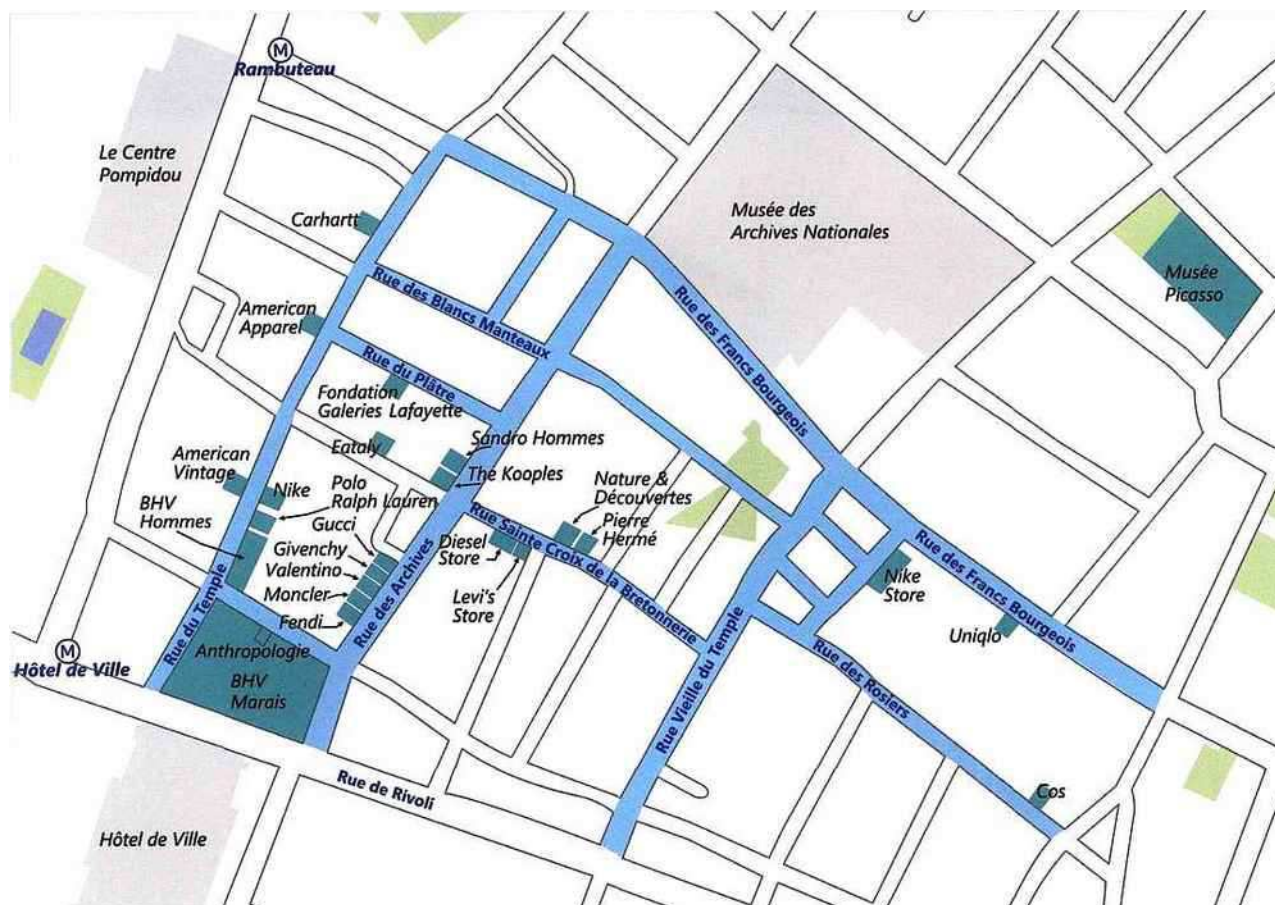 M
Rambuteau
Le Centre
Pompidou
Carhartt
Musée des
Archives Nationales
Musée
Picasso
Rue des Blancs Manteaux
Rue des Francs Bourgeois
American
Apparel
Rue du Plâtre
Fondation
Galeries Lafayette
Eataly
Sandro Hommes
The Kooples
American
Vintage
Nike
Polo
Ralph Lauren
BHV
Hommes
Gucci
Givenchy
Valentino
Moncler
Fendi
Rue du Temple
Rue des Archives
Nature &
Découvertes
Pierre
Hermé
Rue Sainte Croix de la Bretonnerie
Diesel
Store
Levi's
Store
Nike
Store
Rue des Francs Bourgeois
Uniqlo
M
Hôtel de Ville
Anthropologie
BHV
Marais
Rue Vieille du Temple
Rue des Rosiers
Rue de Rivoli
Cos
Hôtel de Ville